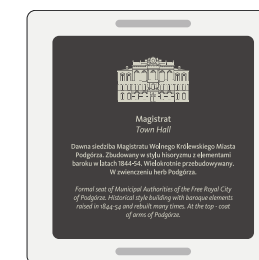 Magistrat
Town Hall
Dawna siedziba Magistratu Wolnego Królewskiego Miasta
Podgórza. Zbudowany w stylu hisoryzmu z elementami
baroku w latach 1844-54. Wielokrotnie przebudowywany.
W zwienczeniu herb Podgórza.
Formal seat of Municipal Authorities of the Free Royal City
of Podgórze. Historical style building with baroque elements
raised in 1844-54 and rebuilt many times. At the top - coat
of arms of Podgórze.